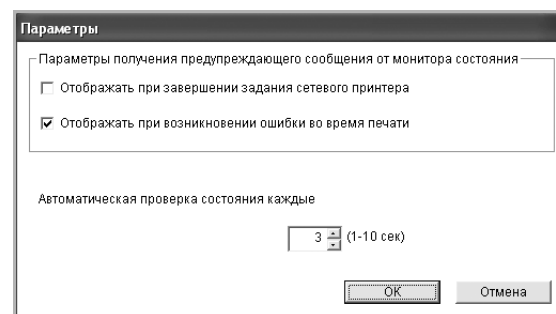 Параметры
Параметры получения предупреждающего сообщения от монитора состояния
Отображать при завершении задания сетевого принтера
Отображать при возникновении ошибки во время печати
Автоматическая проверка состояния каждые
3 (1-10 сек)
OK Отмена